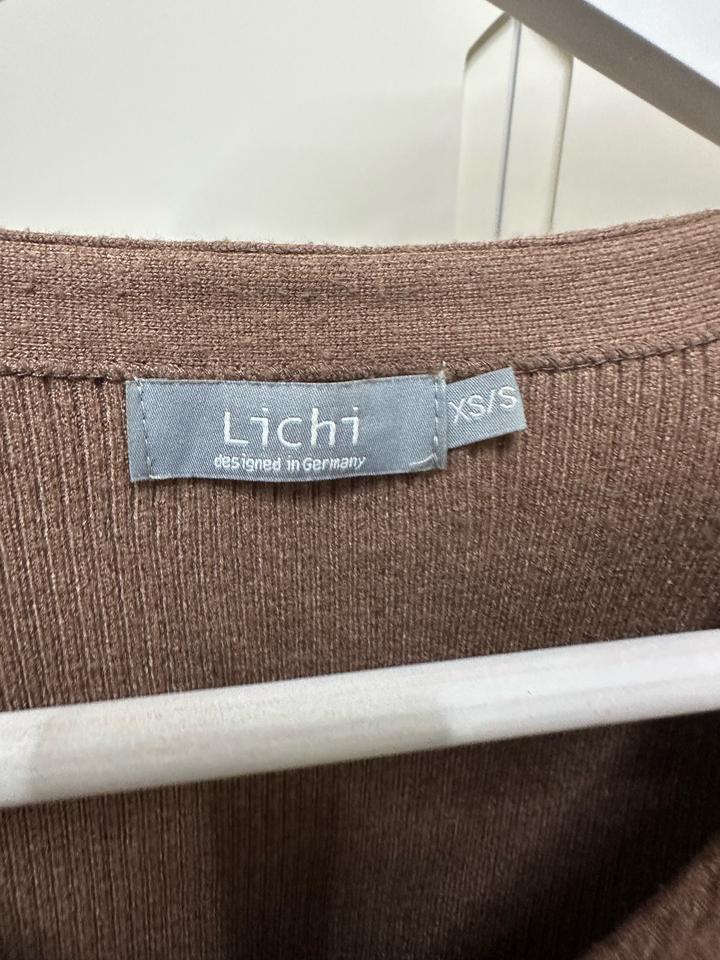 Lichi
designed in Germany
XS/S